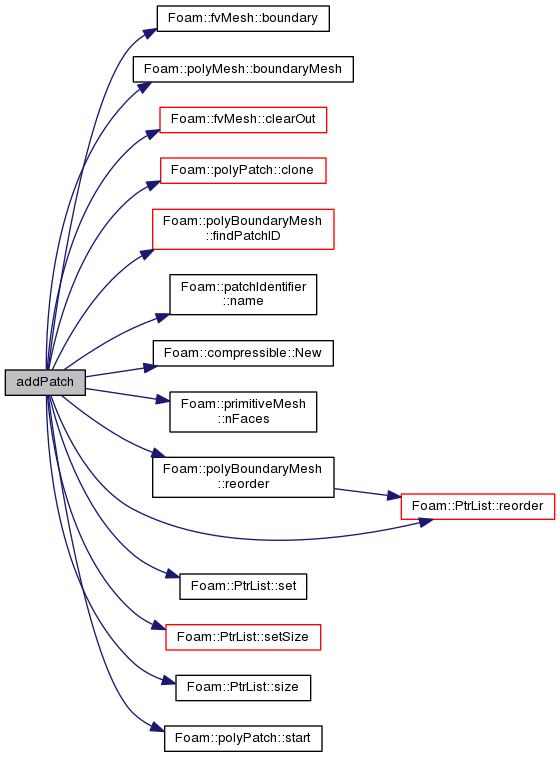 Foam::fvMesh::boundary
Foam::polyMesh::boundaryMesh
Foam::fvMesh::clearOut
Foam::polyPatch::clone
Foam::polyBoundaryMesh
::findPatchID
Foam::patchIdentifier
::name
addPatch
Foam::compressible::New
Foam::primitiveMesh
::nFaces
Foam::polyBoundaryMesh
::reorder
Foam::PtrList::reorder
Foam::PtrList::set
Foam::PtrList::setSize
Foam::PtrList::size
Foam::polyPatch::start